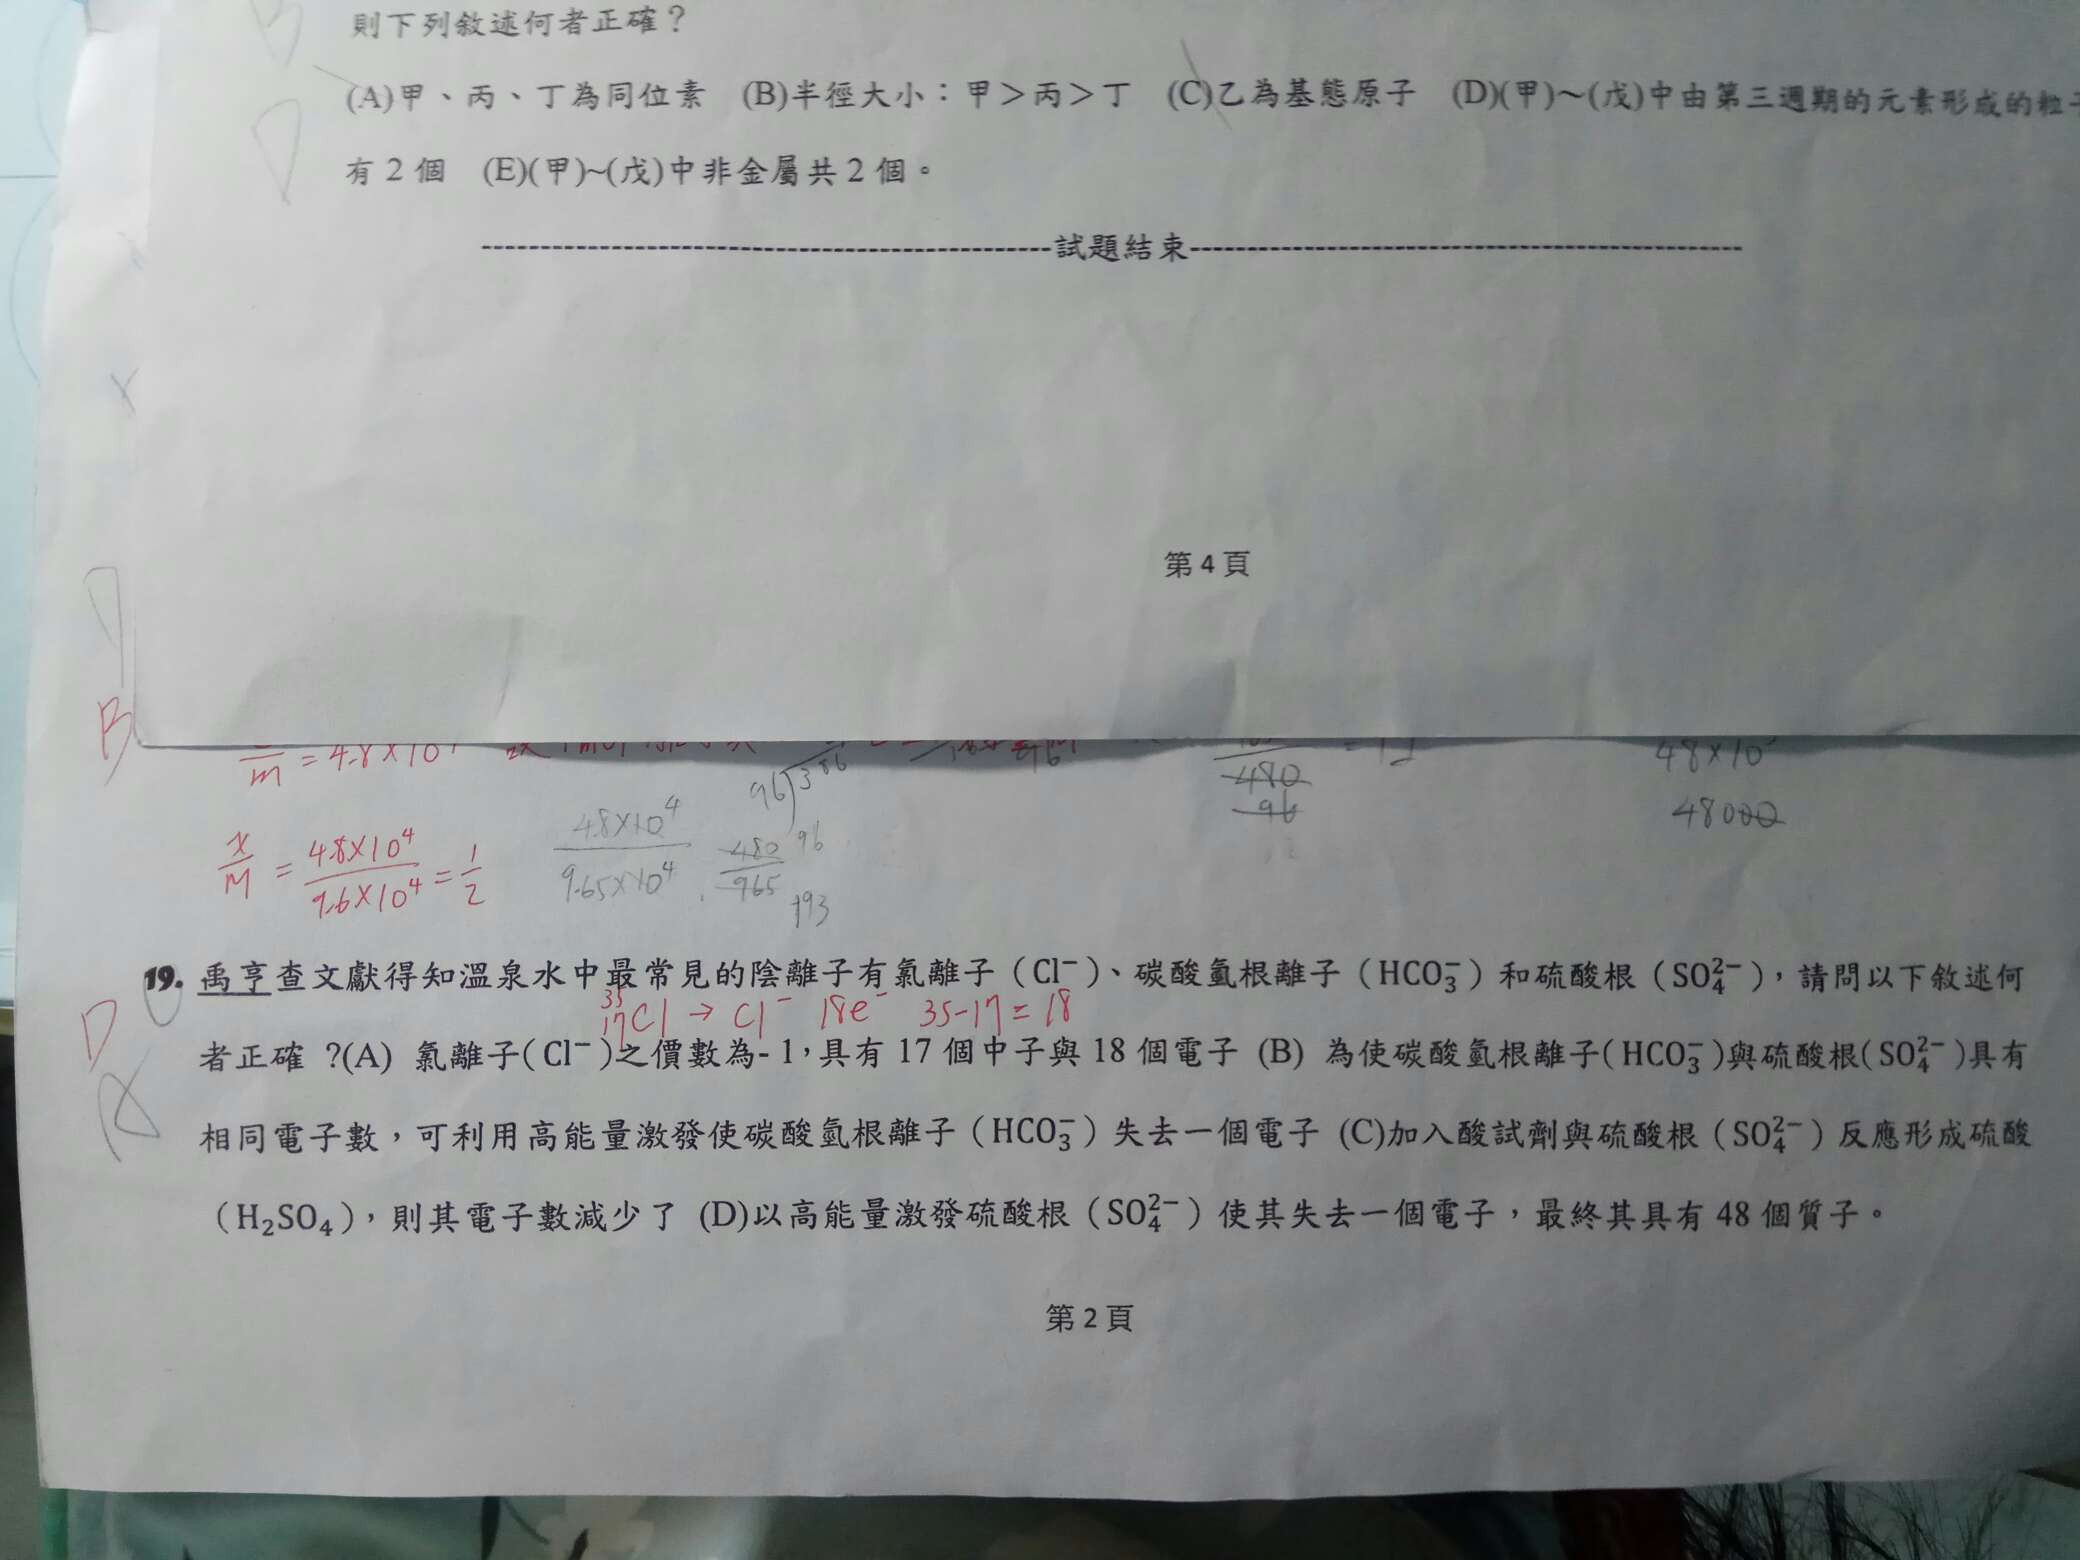 則下列敘述何者正確？
(A)甲、丙、丁為同位素 (B)半徑大小：甲＞丙＞丁 (C)乙為基態原子 (D)(甲)～(戊)中由第三週期的元素形成的粒
有 2 個 (E)(甲)~(戊)中非金屬共 2 個。
試題結束
第 4 頁
B
m = 4.8×10
48×10
480
96
48000
x/M = 4.8×10⁴/9.6×10⁴ = 1/2
4.8×10⁴/9.65×10⁴
480/965
96
193
19. 禹亨查文獻得知溫泉水中最常見的陰離子有氯離子（Cl⁻）、碳酸氫根離子（HCO₃⁻）和硫酸根（SO₄²⁻），請問以下敘述何
D
³⁵₁₇Cl → Cl⁻ 18e⁻ 35-17=18
者正確 ?(A) 氯離子(Cl⁻)之價數為- 1，具有 17 個中子與 18 個電子 (B) 為使碳酸氫根離子(HCO₃⁻)與硫酸根(SO₄²⁻)具有
A
相同電子數，可利用高能量激發使碳酸氫根離子（HCO₃⁻）失去一個電子 (C)加入酸試劑與硫酸根（SO₄²⁻）反應形成硫酸
（H₂SO₄），則其電子數減少了 (D)以高能量激發硫酸根（SO₄²⁻）使其失去一個電子，最終其具有 48 個質子。
第 2 頁